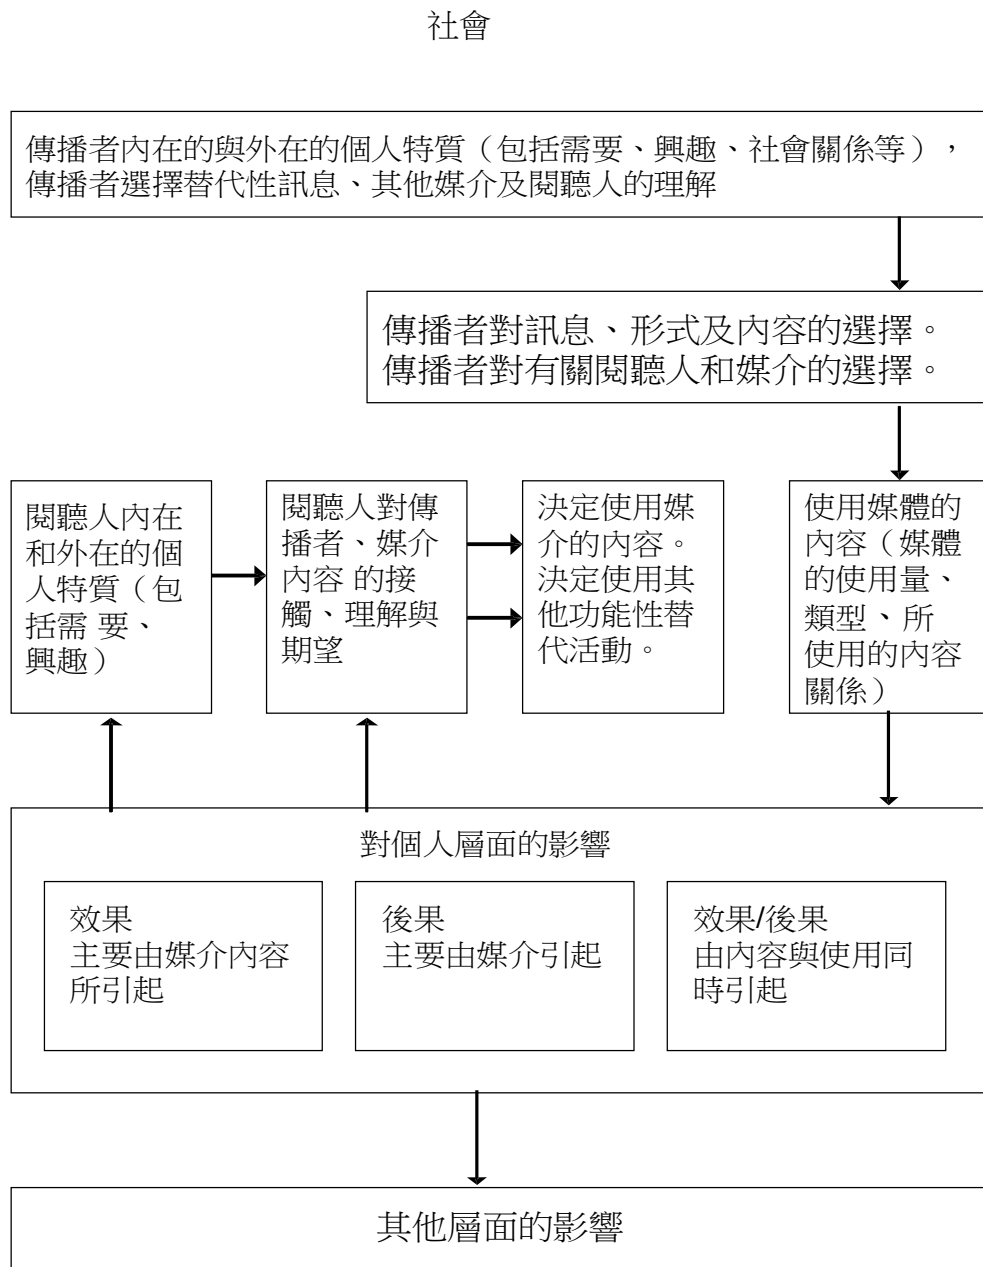 社會
傳播者內在的與外在的個人特質（包括需要、興趣、社會關係等），
傳播者選擇替代性訊息、其他媒介及閱聽人的理解
傳播者對訊息、形式及內容的選擇。
傳播者對有關閱聽人和媒介的選擇。
閱聽人內在
和外在的個
人特質（包
括需 要、
興趣）
閱聽人對傳
播者、媒介
內容 的接
觸、理解與
期望
決定使用媒
介的內容。
決定使用其
他功能性替
代活動。
使用媒體的
內容（媒體
的使用量、
類型、所
使用的內容
關係）
對個人層面的影響
效果
主要由媒介內容
所引起
後果
主要由媒介引起
效果/後果
由內容與使用同
時引起
其他層面的影響